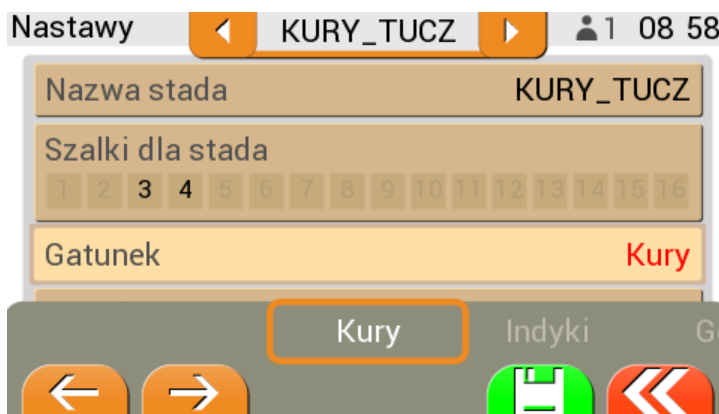 Nastawy KURY_TUCZ 1 08 58
Nazwa stada KURY_TUCZ
Szalki dla stada
1 2 3 4 5 6 7 8 9 10 11 12 13 14 15 16
Gatunek Kury
Kury Indyki